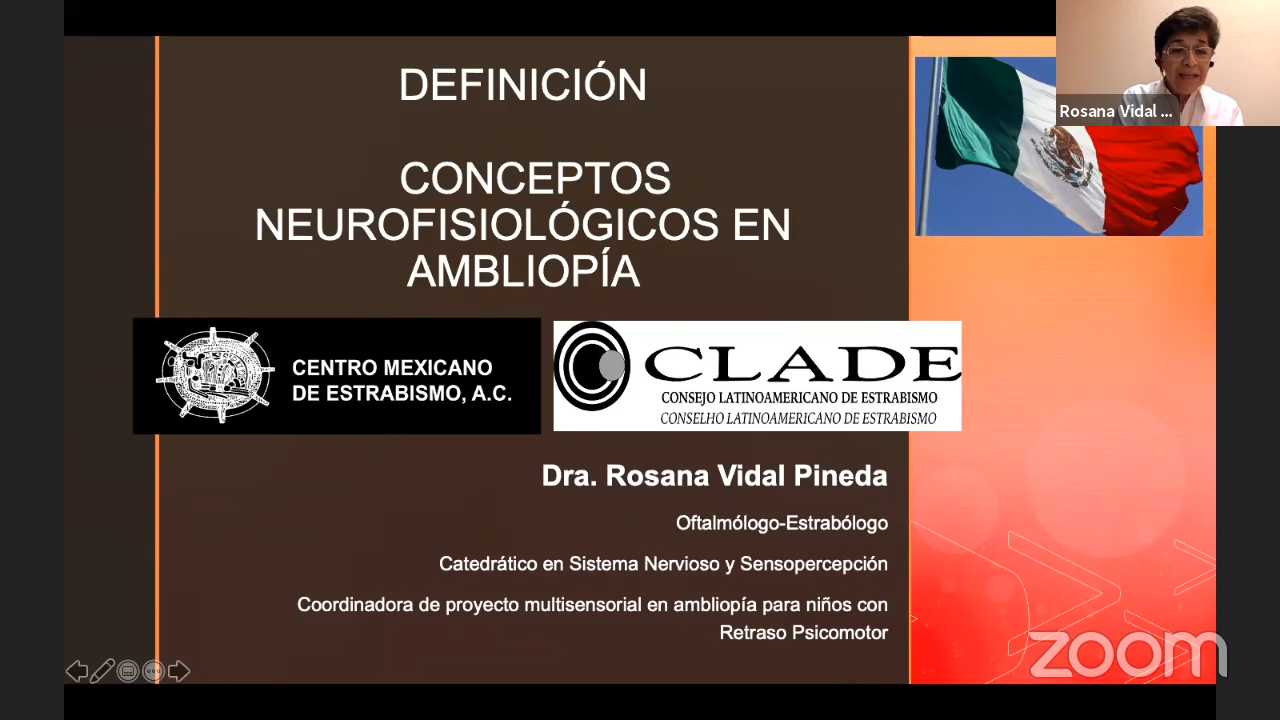 DEFINICIÓN
CONCEPTOS
NEUROFISIOLÓGICOS EN
AMBLIOPÍA
Rosana Vidal ...
CENTRO MEXICANO
DE ESTRABISMO, A.C.
CLADE
CONSEJO LATINOAMERICANO DE ESTRABISMO
CONSELHO LATINOAMERICANO DE ESTRABISMO
Dra. Rosana Vidal Pineda
Oftalmólogo-Estrabólogo
Catedrático en Sistema Nervioso y Sensopercepción
Coordinadora de proyecto multisensorial en ambliopía para niños con
Retraso Psicomotor
zoom